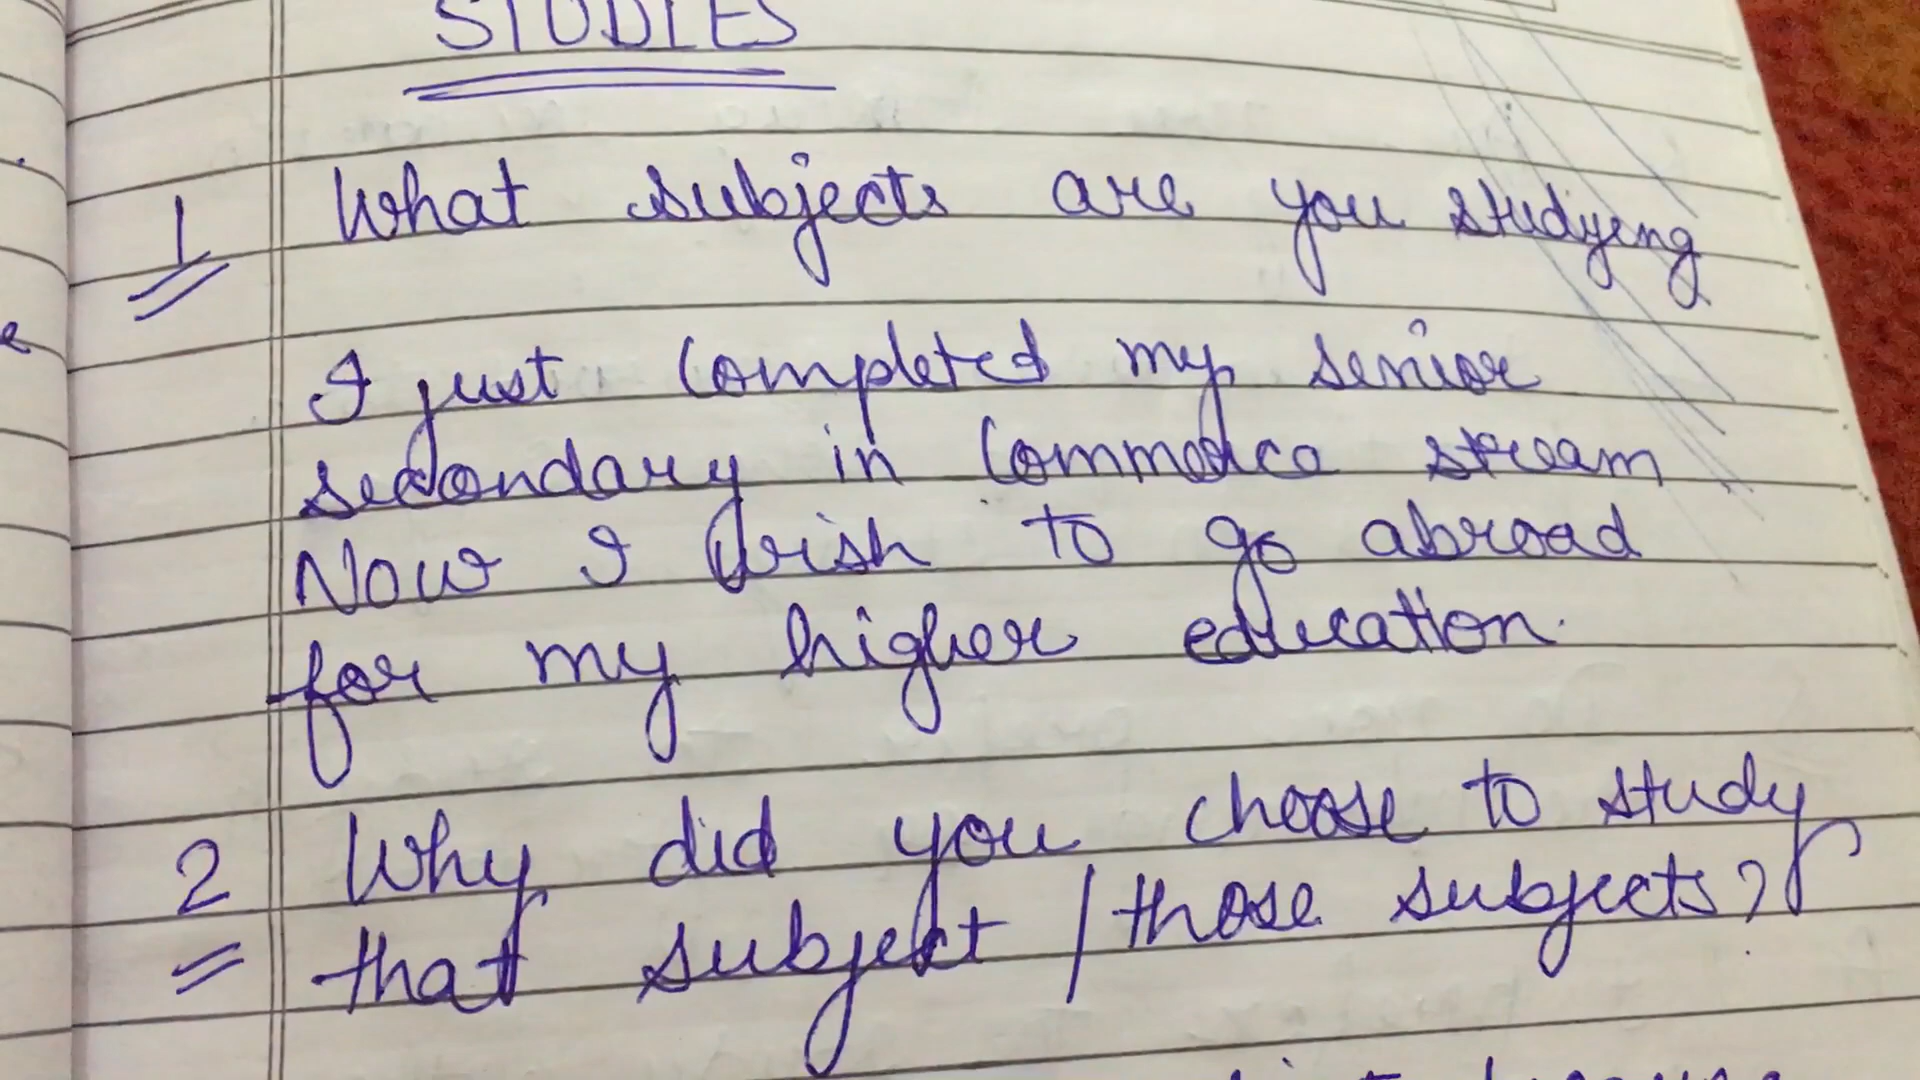 STUDIES
1 What subjects are you studying
I just completed my senior
secondary in Commerce stream
Now I wish to go abroad
for my higher education.
2 Why did you choose to study
that subject / those subjects?